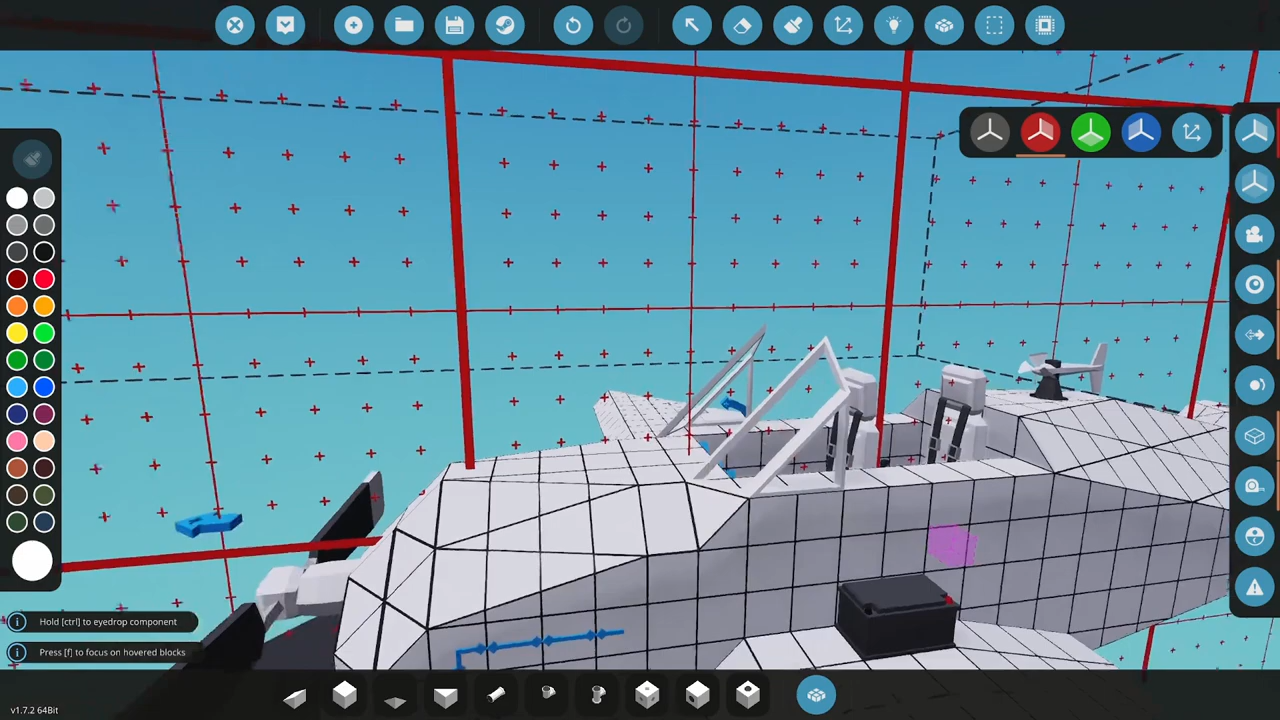 Hold [ctrl] to eyedrop component
Press [f] to focus on hovered blocks
v1.7.2 64Bit